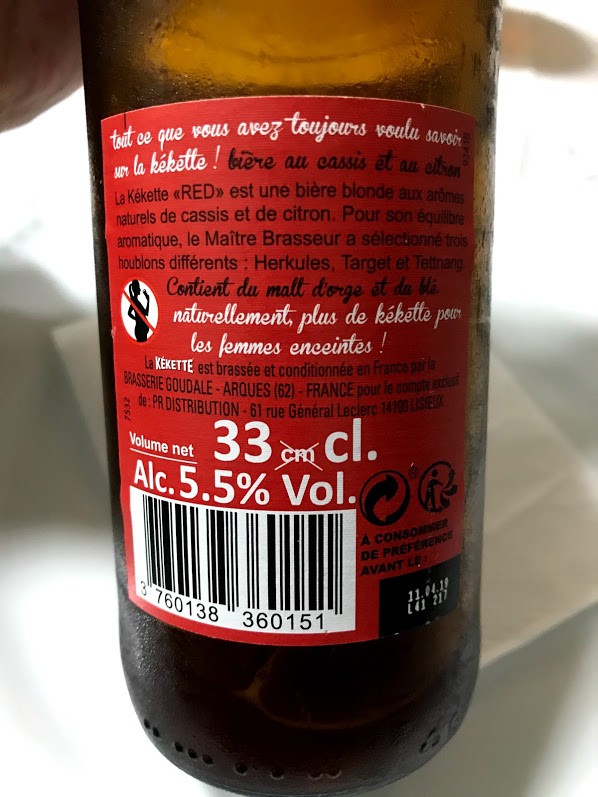 tout ce que vous avez toujours voulu savoir
sur la kékette ! bière au cassis et au citron
La Kékette «RED» est une bière blonde aux arômes
naturels de cassis et de citron. Pour son équilibre
aromatique, le Maître Brasseur a sélectionné trois
houblons différents : Herkules, Target et Tettnang.
Contient du malt d'orge et du blé.
naturellement, plus de kékette pour
les femmes enceintes !
La KÉKETTE est brassée et conditionnée en France par la
BRASSERIE GOUDALE - ARQUES (62) - FRANCE pour le compte exclusif
de : PR DISTRIBUTION - 61 rue Général Leclerc 14100 LISIEUX
7532
Volume net 33 cm cl.
Alc. 5.5% Vol.
À CONSOMMER
DE PRÉFÉRENCE
AVANT LE :
11.04.19
L41 217
3 760138 360151